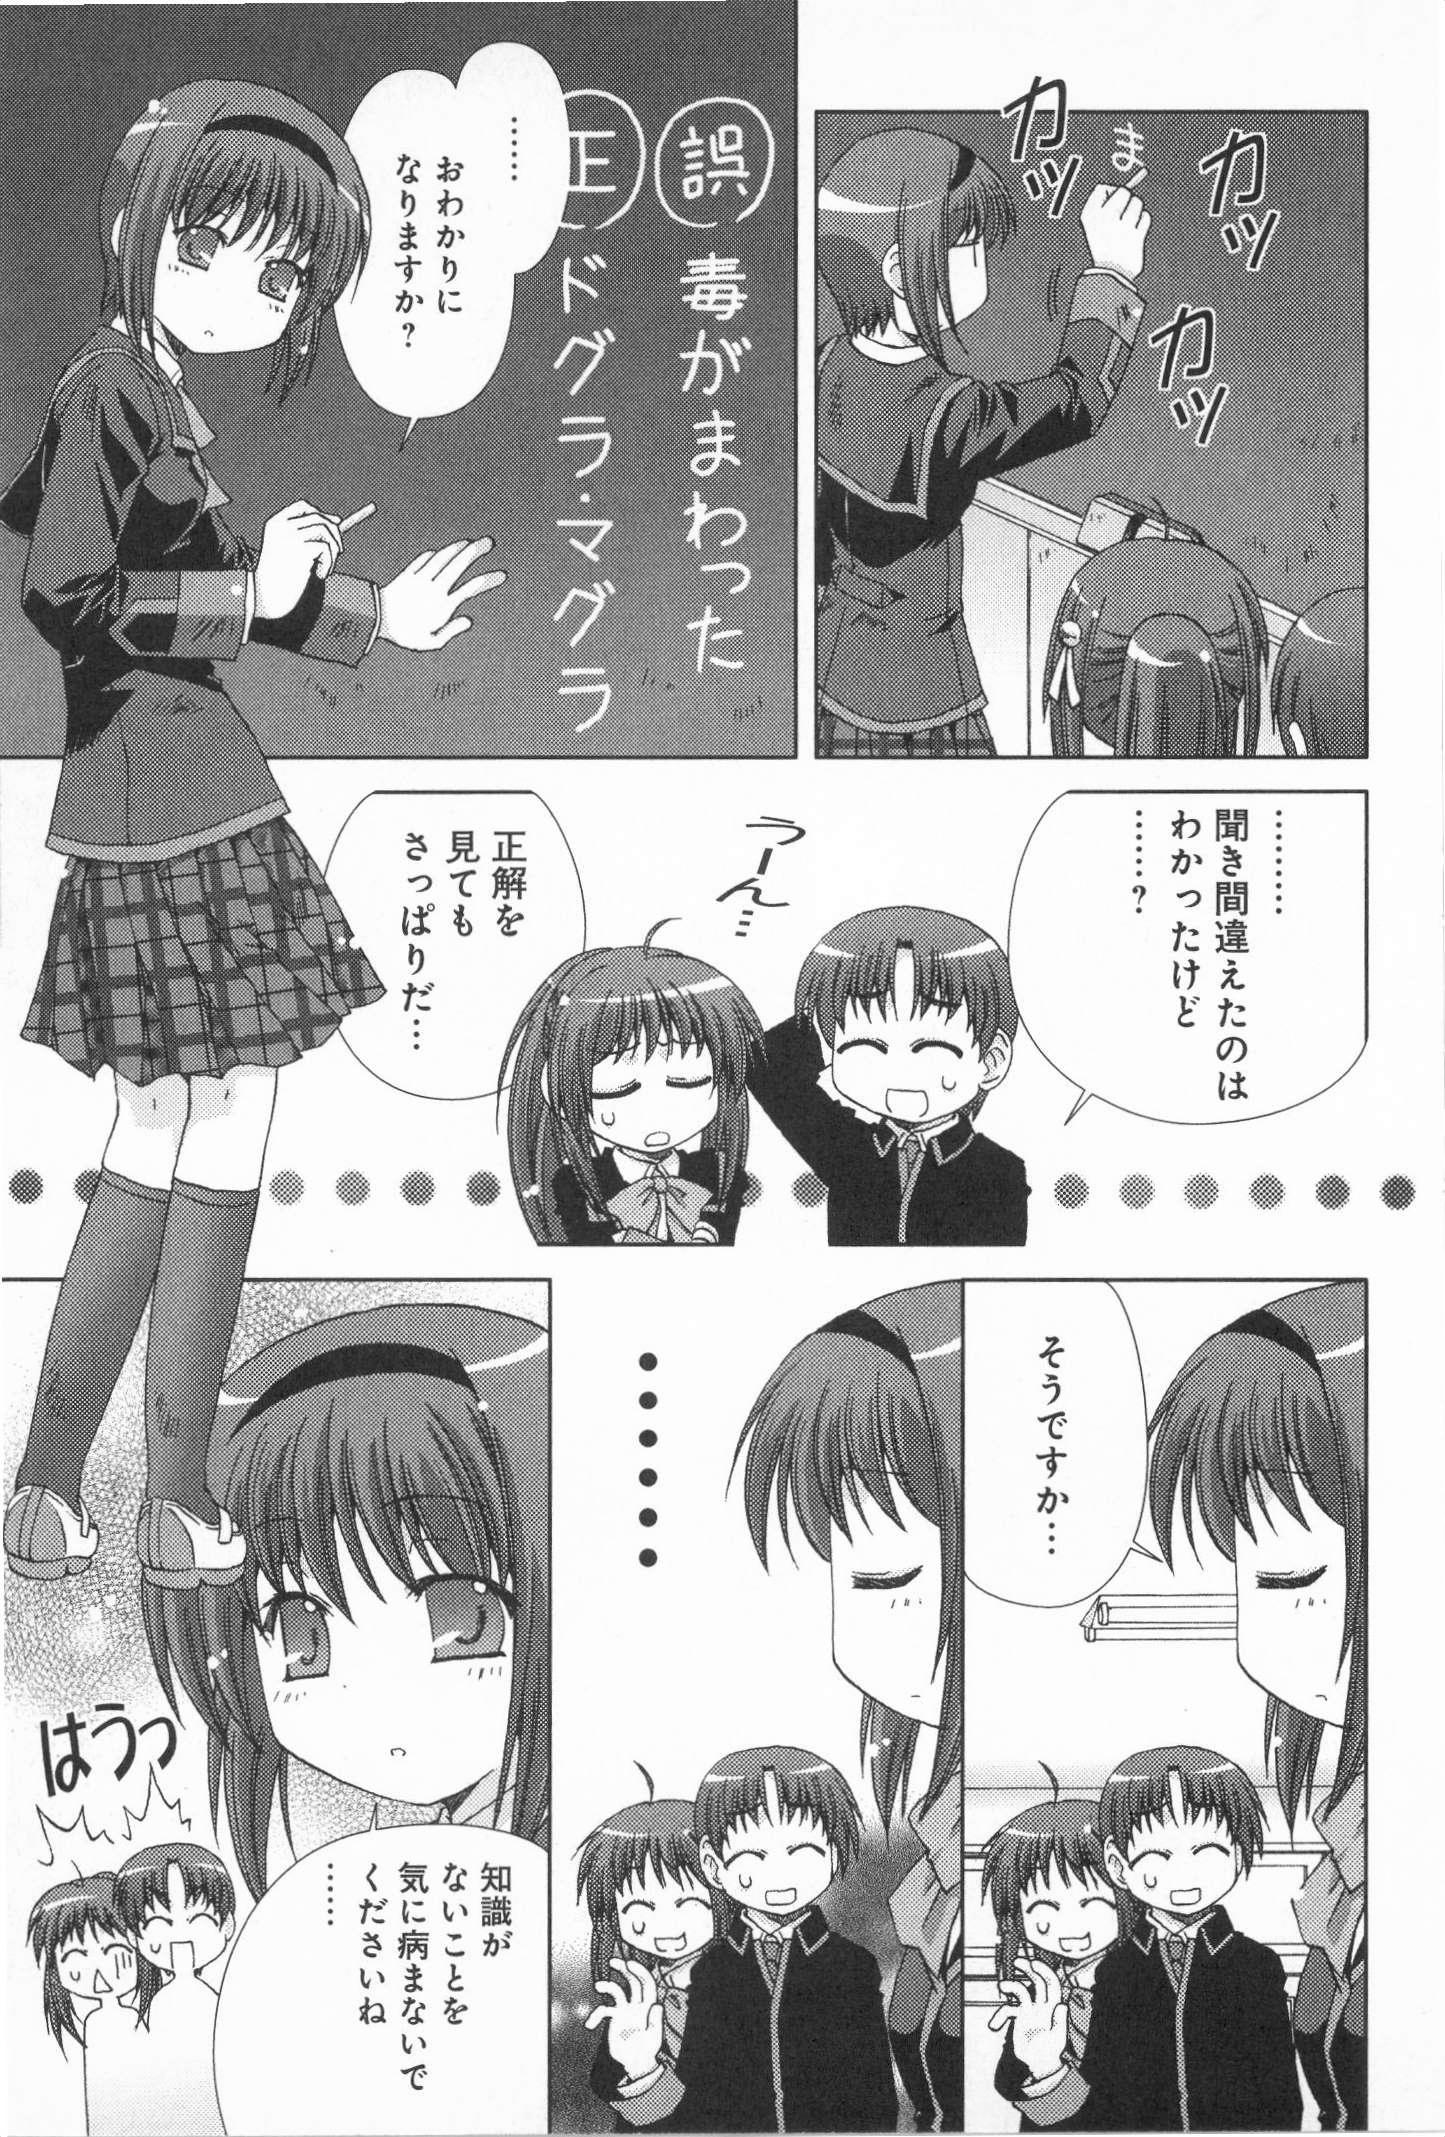 カカッ
ま
カカッ
カカッ
誤 毒がまわった
正 ドグラ・マグラ
……
おわかりに
なりますか？
………
聞き間違えたのは
わかったけど
……？
うーん…
正解を
見ても
さっぱりだ…
そうですか…
……
知識が
ないことを
気に病まないで
くださいね
……
はうっ